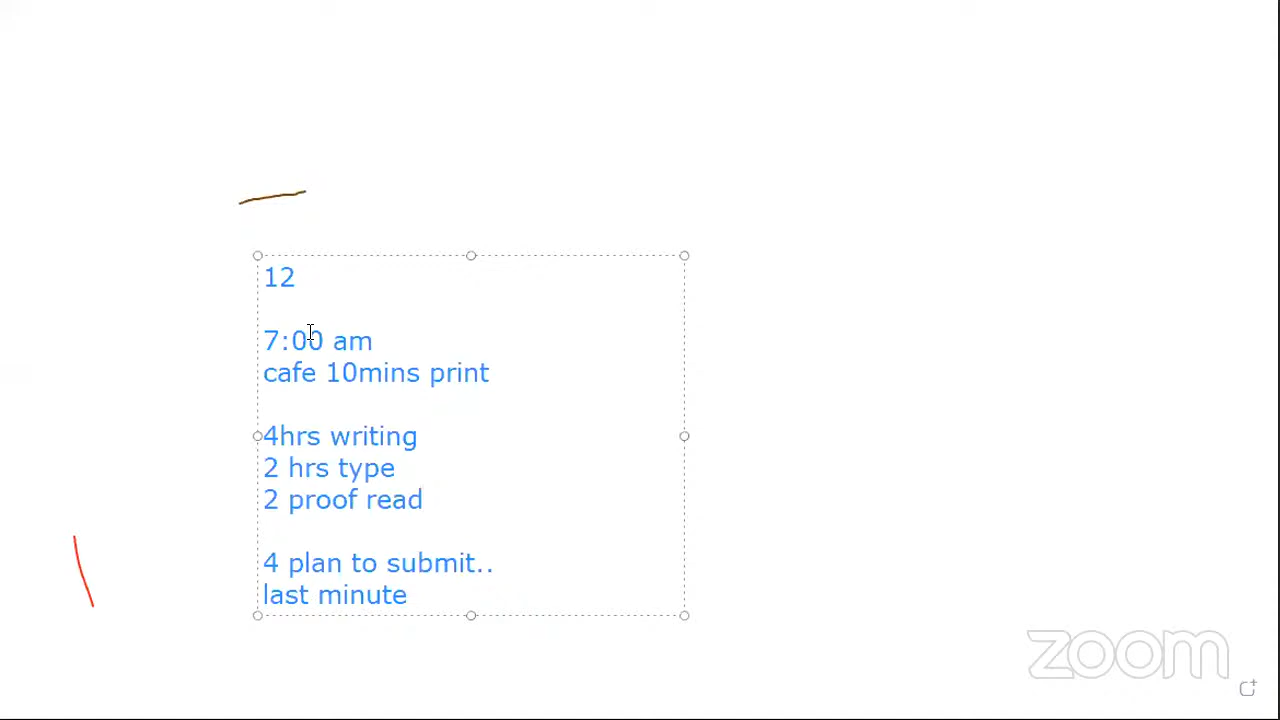 12
7:00 am
cafe 10mins print
4hrs writing
2 hrs type
2 proof read
4 plan to submit..
last minute
zoom